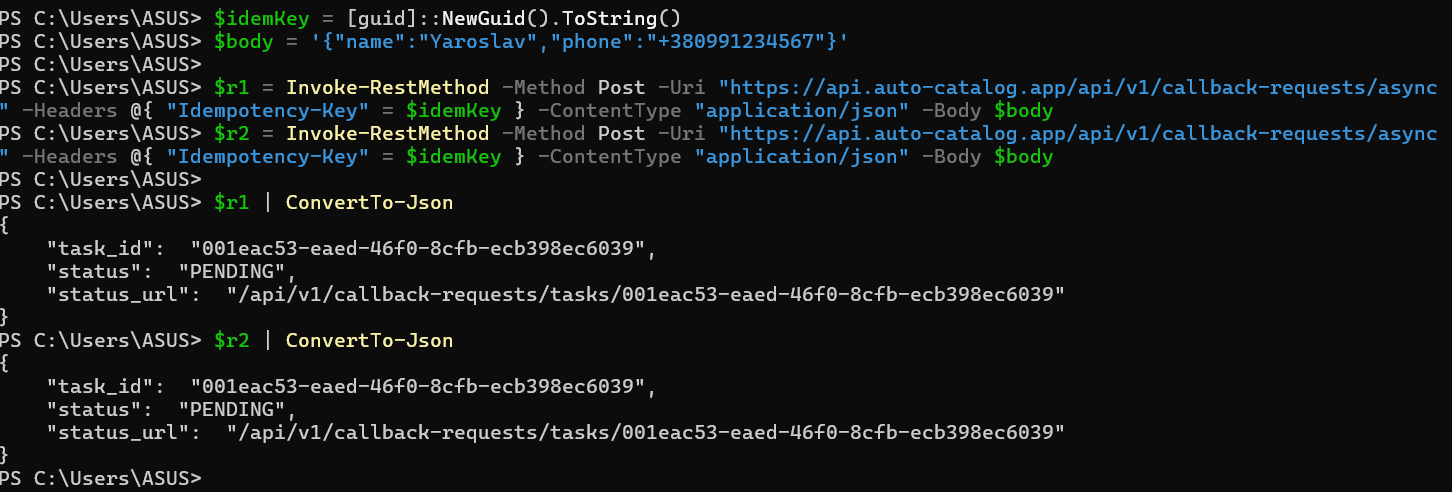 PS C:\Users\ASUS> $idemKey = [guid]::NewGuid().ToString()
PS C:\Users\ASUS> $body = '{"name":"Yaroslav","phone":"+380991234567"}'
PS C:\Users\ASUS>
PS C:\Users\ASUS> $r1 = Invoke-RestMethod -Method Post -Uri "https://api.auto-catalog.app/api/v1/callback-requests/async
" -Headers @{ "Idempotency-Key" = $idemKey } -ContentType "application/json" -Body $body
PS C:\Users\ASUS> $r2 = Invoke-RestMethod -Method Post -Uri "https://api.auto-catalog.app/api/v1/callback-requests/async
" -Headers @{ "Idempotency-Key" = $idemKey } -ContentType "application/json" -Body $body
PS C:\Users\ASUS>
PS C:\Users\ASUS> $r1 | ConvertTo-Json
{
    "task_id":  "001eac53-eaed-46f0-8cfb-ecb398ec6039",
    "status":  "PENDING",
    "status_url":  "/api/v1/callback-requests/tasks/001eac53-eaed-46f0-8cfb-ecb398ec6039"
}
PS C:\Users\ASUS> $r2 | ConvertTo-Json
{
    "task_id":  "001eac53-eaed-46f0-8cfb-ecb398ec6039",
    "status":  "PENDING",
    "status_url":  "/api/v1/callback-requests/tasks/001eac53-eaed-46f0-8cfb-ecb398ec6039"
}
PS C:\Users\ASUS>